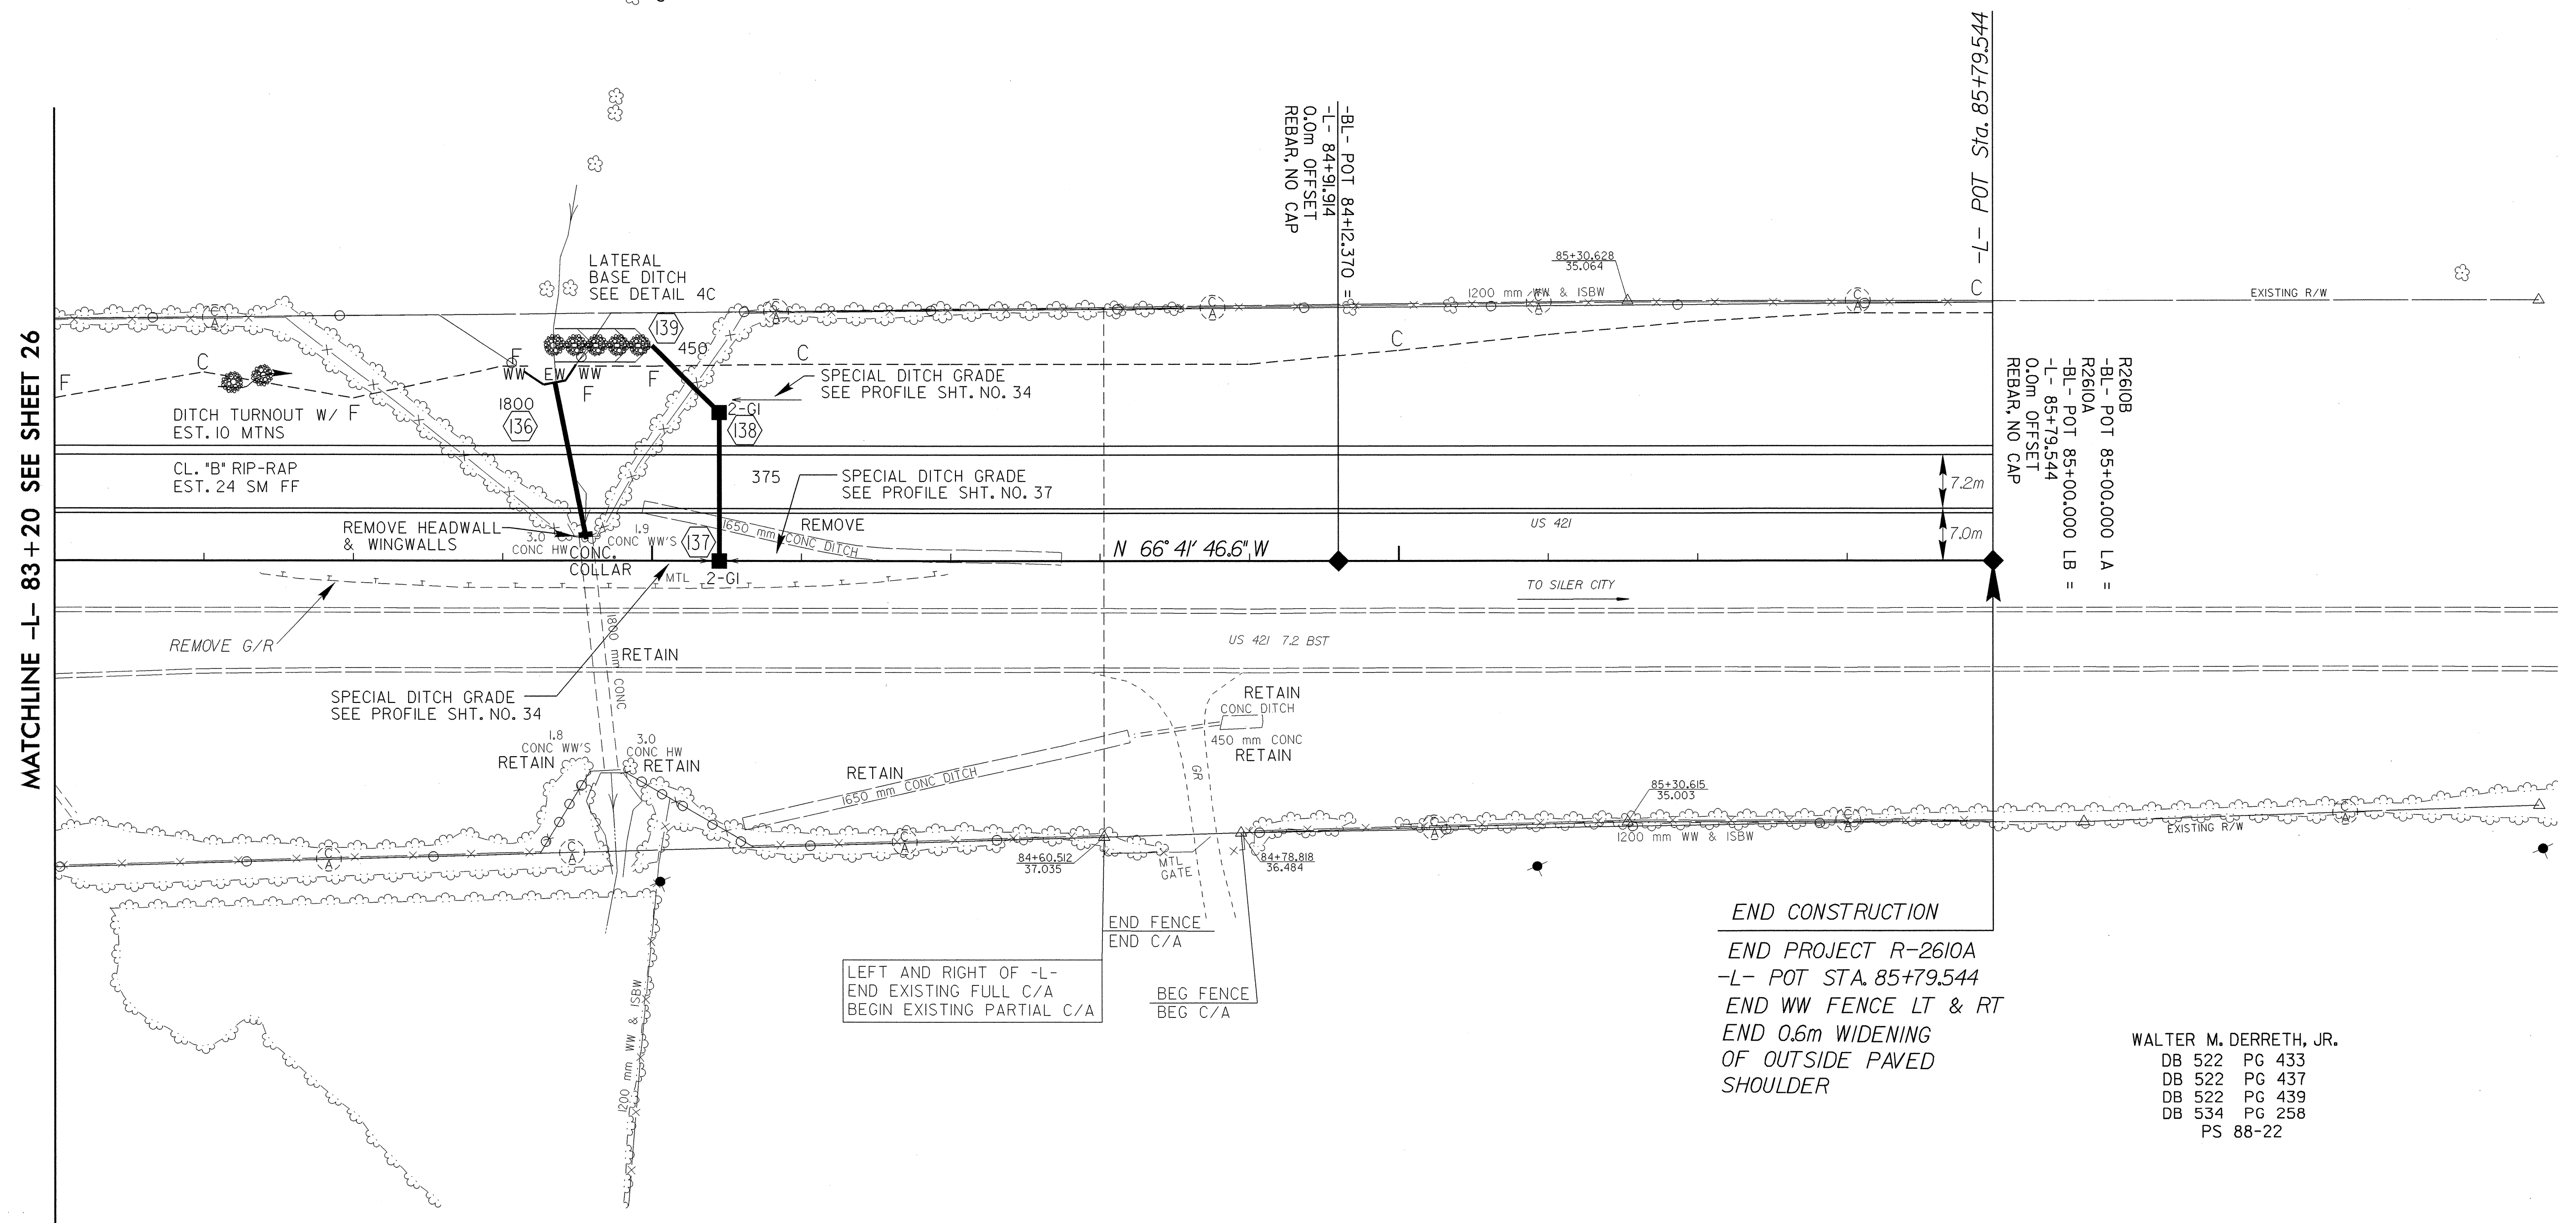 MATCHLINE -L- 83+20 SEE SHEET 26
LATERAL
BASE DITCH
SEE DETAIL 4C
139
450
C
A
F
C
F
WW
EW
WW
F
F
C
C
C
DITCH TURNOUT W/ F
EST. 10 MTNS
1800
136
CL. "B" RIP-RAP
EST. 24 SM FF
REMOVE HEADWALL
& WINGWALLS
3.0
CONC HW
1.9
CONC WW'S
CONC.
COLLAR
137
2-GI
138
2-GI
375
SPECIAL DITCH GRADE
SEE PROFILE SHT. NO. 34
SPECIAL DITCH GRADE
SEE PROFILE SHT. NO. 37
REMOVE
1650 mm CONC DITCH
MTL
N 66° 41' 46.6" W
-BL- POT 84+12.370 =
-L- 84+91.914
0.0m OFFSET
REBAR, NO CAP
85+30.628
35.064
1200 mm WW & ISBW
EXISTING R/W
-L- POT Sta. 85+79.544
R2610B
-BL- POT 85+00.000 LA =
R2610A
-BL- POT 85+00.000 LB =
-L- 85+79.544
0.0m OFFSET
REBAR, NO CAP
7.2m
7.0m
US 421
TO SILER CITY
REMOVE G/R
1800 mm CONC
RETAIN
US 421 7.2 BST
SPECIAL DITCH GRADE
SEE PROFILE SHT. NO. 34
1.8
CONC WW'S
RETAIN
3.0
CONC HW
RETAIN
RETAIN
1650 mm CONC DITCH
RETAIN
CONC DITCH
450 mm CONC
RETAIN
GR
85+30.615
35.003
1200 mm WW & ISBW
EXISTING R/W
84+60.512
37.035
MTL
GATE
84+78.818
36.484
END FENCE
END C/A
LEFT AND RIGHT OF -L-
END EXISTING FULL C/A
BEGIN EXISTING PARTIAL C/A
BEG FENCE
BEG C/A
1200 mm WW & ISBW
END CONSTRUCTION
END PROJECT R-2610A
-L- POT STA. 85+79.544
END WW FENCE LT & RT
END 0.6m WIDENING
OF OUTSIDE PAVED
SHOULDER
WALTER M. DERRETH, JR.
DB 522 PG 433
DB 522 PG 437
DB 522 PG 439
DB 534 PG 258
PS 88-22